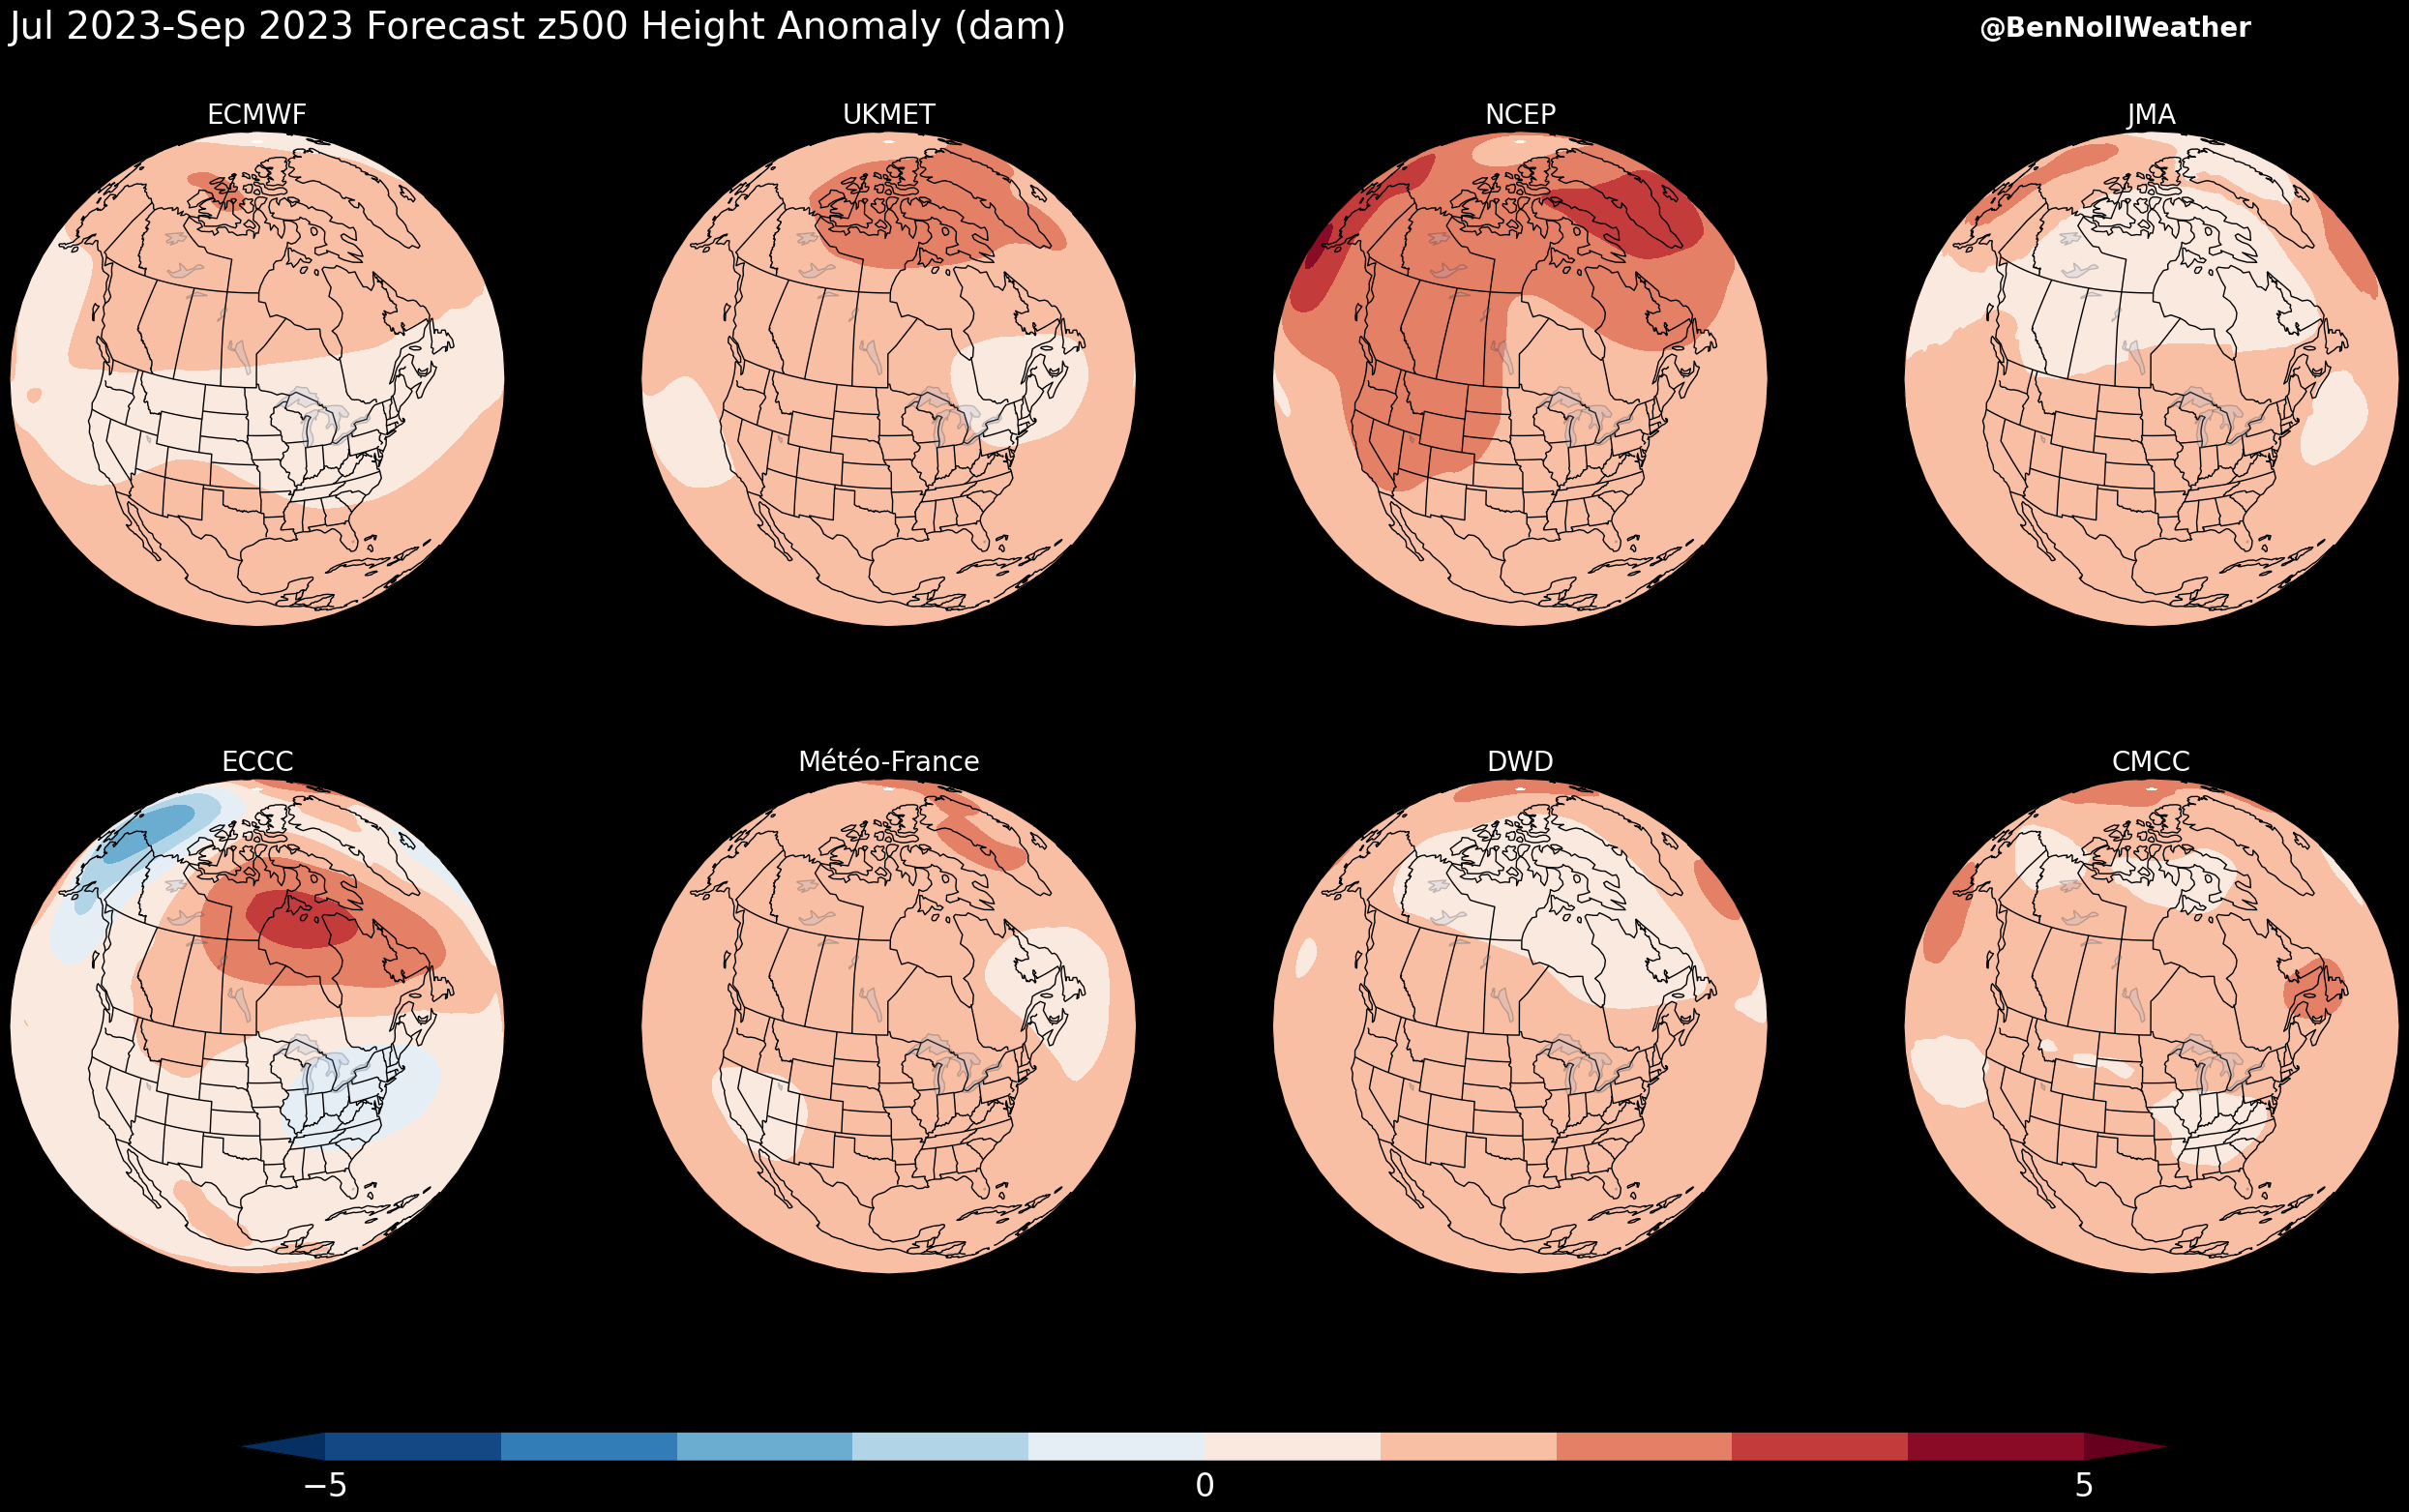 Jul 2023-Sep 2023 Forecast z500 Height Anomaly (dam)
@BenNollWeather
ECMWF
UKMET
NCEP
JMA
ECCC
Météo-France
DWD
CMCC
−5
0
5